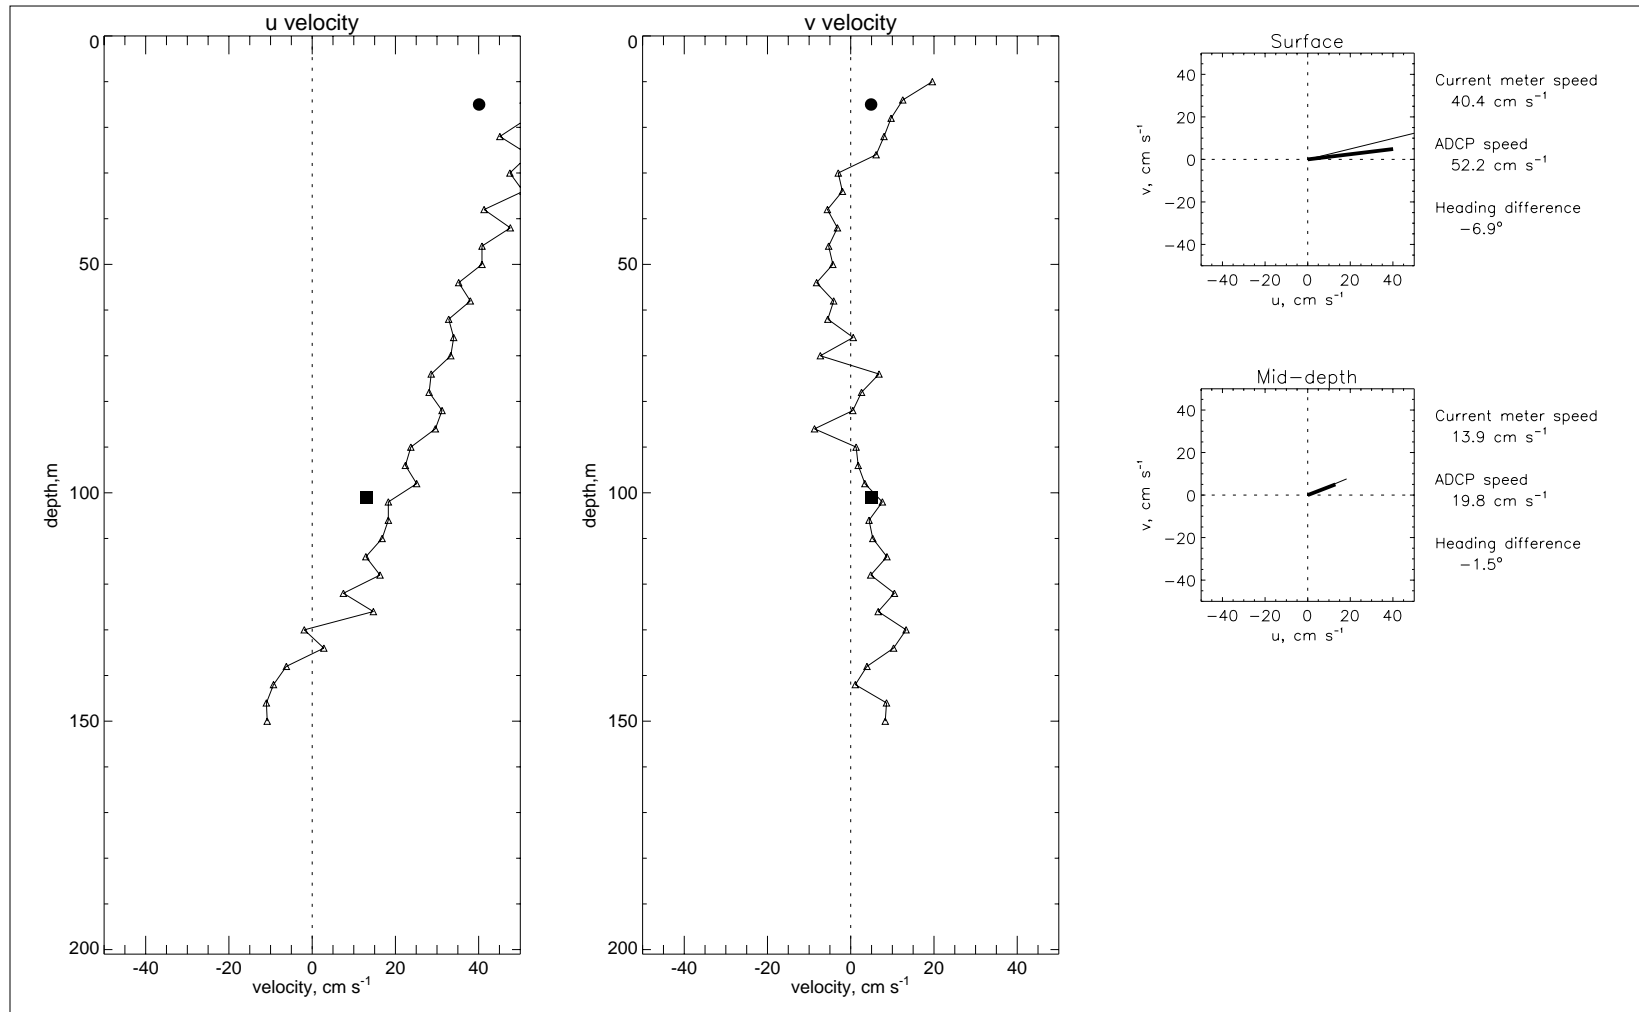 u velocity
0
50
100
150
200
depth,m
-40 -20 0 20 40
velocity, cm s⁻¹
v velocity
0
50
100
150
200
depth,m
-40 -20 0 20 40
velocity, cm s⁻¹
Surface
40
20
0
−20
−40
v, cm s⁻¹
−40 −20 0 20 40
u, cm s⁻¹
Current meter speed
40.4 cm s⁻¹
ADCP speed
52.2 cm s⁻¹
Heading difference
−6.9°
Mid−depth
40
20
0
−20
−40
v, cm s⁻¹
−40 −20 0 20 40
u, cm s⁻¹
Current meter speed
13.9 cm s⁻¹
ADCP speed
19.8 cm s⁻¹
Heading difference
−1.5°